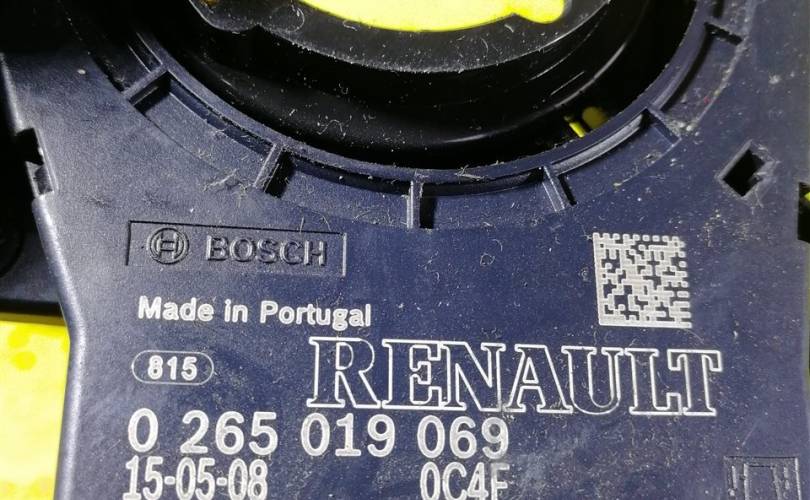 BOSCH
Made in Portugal
815
RENAULT
0 265 019 069
15-05-08 0C4F